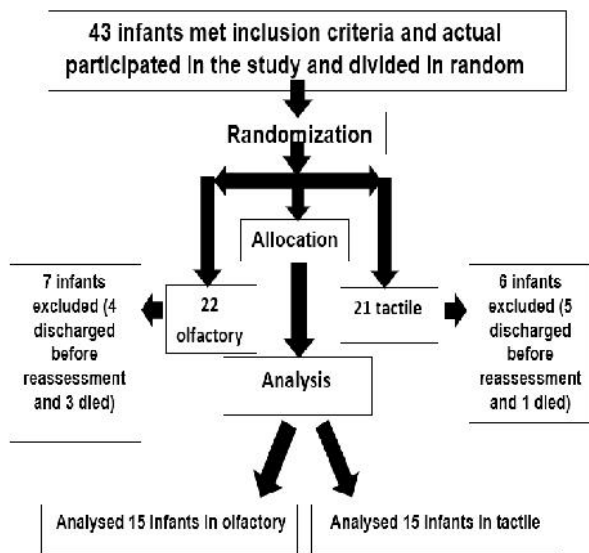 43 infants met inclusion criteria and actual
participated in the study and divided in random
Randomization
Allocation
7 infants
excluded (4
discharged
before
reassessment
and 3 died)
22
olfactory
21 tactile
6 infants
excluded (5
discharged
before
reassessment
and 1 died)
Analysis
Analysed 15 infants in olfactory
Analysed 15 infants in tactile